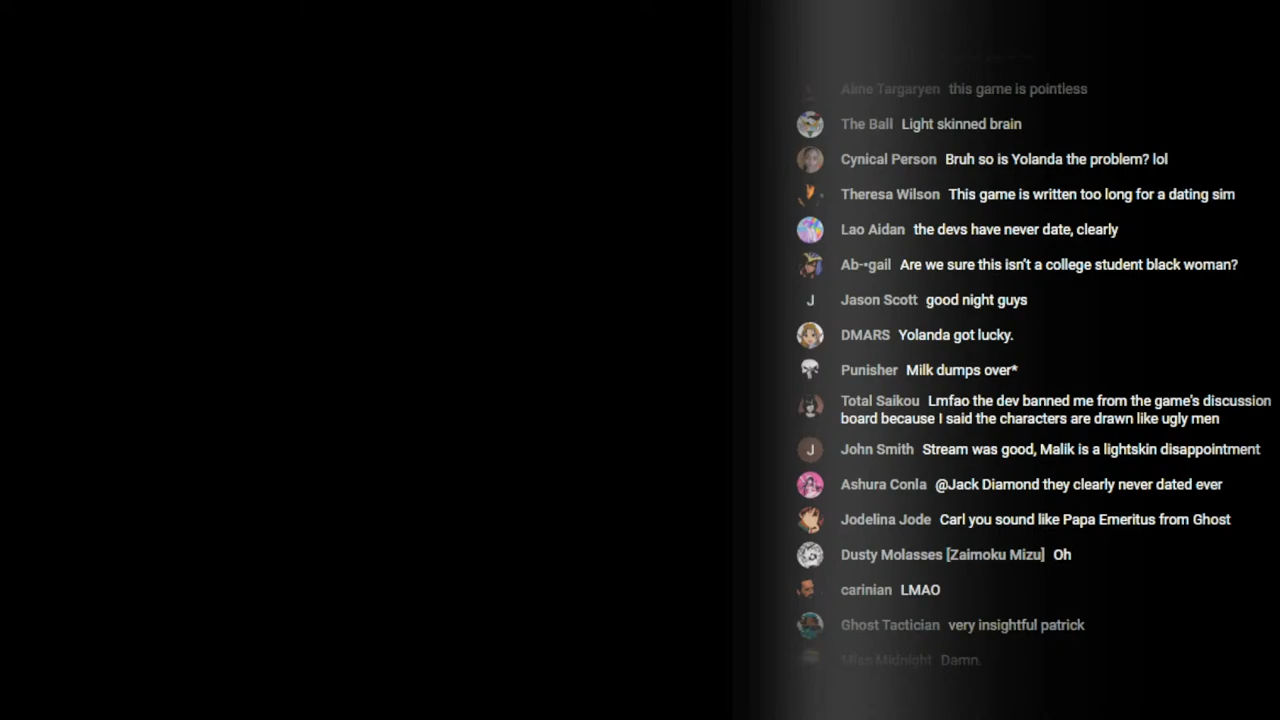 Aline Targaryen this game is pointless
The Ball Light skinned brain
Cynical Person Bruh so is Yolanda the problem? lol
Theresa Wilson This game is written too long for a dating sim
Lao Aidan the devs have never date, clearly
Ab-•gail Are we sure this isn't a college student black woman?
J Jason Scott good night guys
DMARS Yolanda got lucky.
Punisher Milk dumps over*
Total Saikou Lmfao the dev banned me from the game's discussion
board because I said the characters are drawn like ugly men
J John Smith Stream was good, Malik is a lightskin disappointment
Ashura Conla @Jack Diamond they clearly never dated ever
Jodelina Jode Carl you sound like Papa Emeritus from Ghost
Dusty Molasses [Zaimoku Mizu] Oh
carinian LMAO
Ghost Tactician very insightful patrick
Miss Midnight Damn.